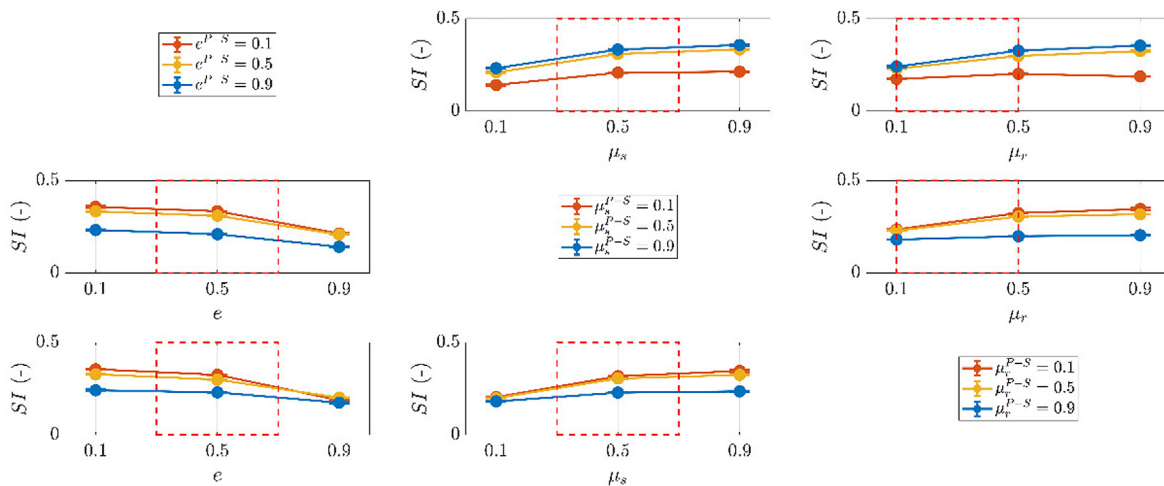 e^{P-S} = 0.1
e^{P-S} = 0.5
e^{P-S} = 0.9
SI (-)
0.5
0
0.1 0.5 0.9
μ_s
SI (-)
0.5
0
0.1 0.5 0.9
μ_r
SI (-)
0.5
0
0.1 0.5 0.9
e
μ_s^{P-S} = 0.1
μ_s^{P-S} = 0.5
μ_s^{P-S} = 0.9
SI (-)
0.5
0
0.1 0.5 0.9
μ_r
SI (-)
0.5
0
0.1 0.5 0.9
e
SI (-)
0.5
0
0.1 0.5 0.9
μ_s
μ_r^{P-S} = 0.1
μ_r^{P-S} = 0.5
μ_r^{P-S} = 0.9